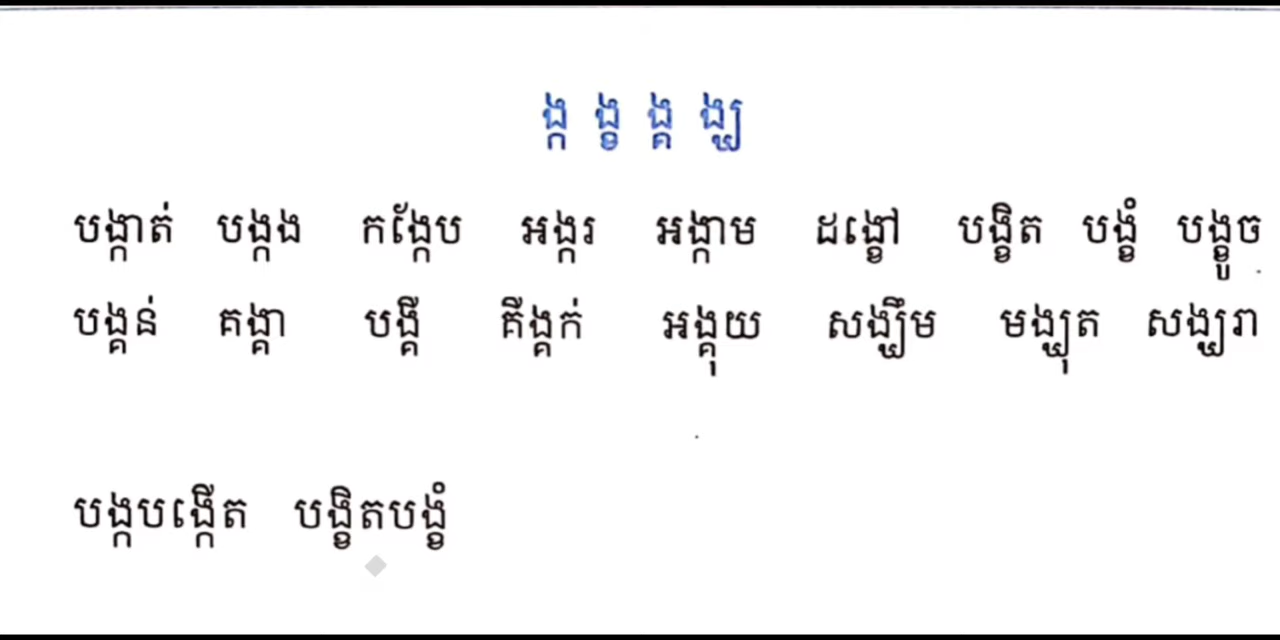 ង្ក ង្ខ ង្គ ង្ឃ
បង្កាត់ បង្កង កង្កែប អង្ករ អង្កាម ដង្ខៅ បង្ខិត បង្ខំ បង្ខូច
បង្គន់ គង្គា បង្គី គីង្គក់ អង្គុយ សង្ឃឹម មង្ឃុត សង្ឃរា
បង្កបង្កើត បង្ខិតបង្ខំ